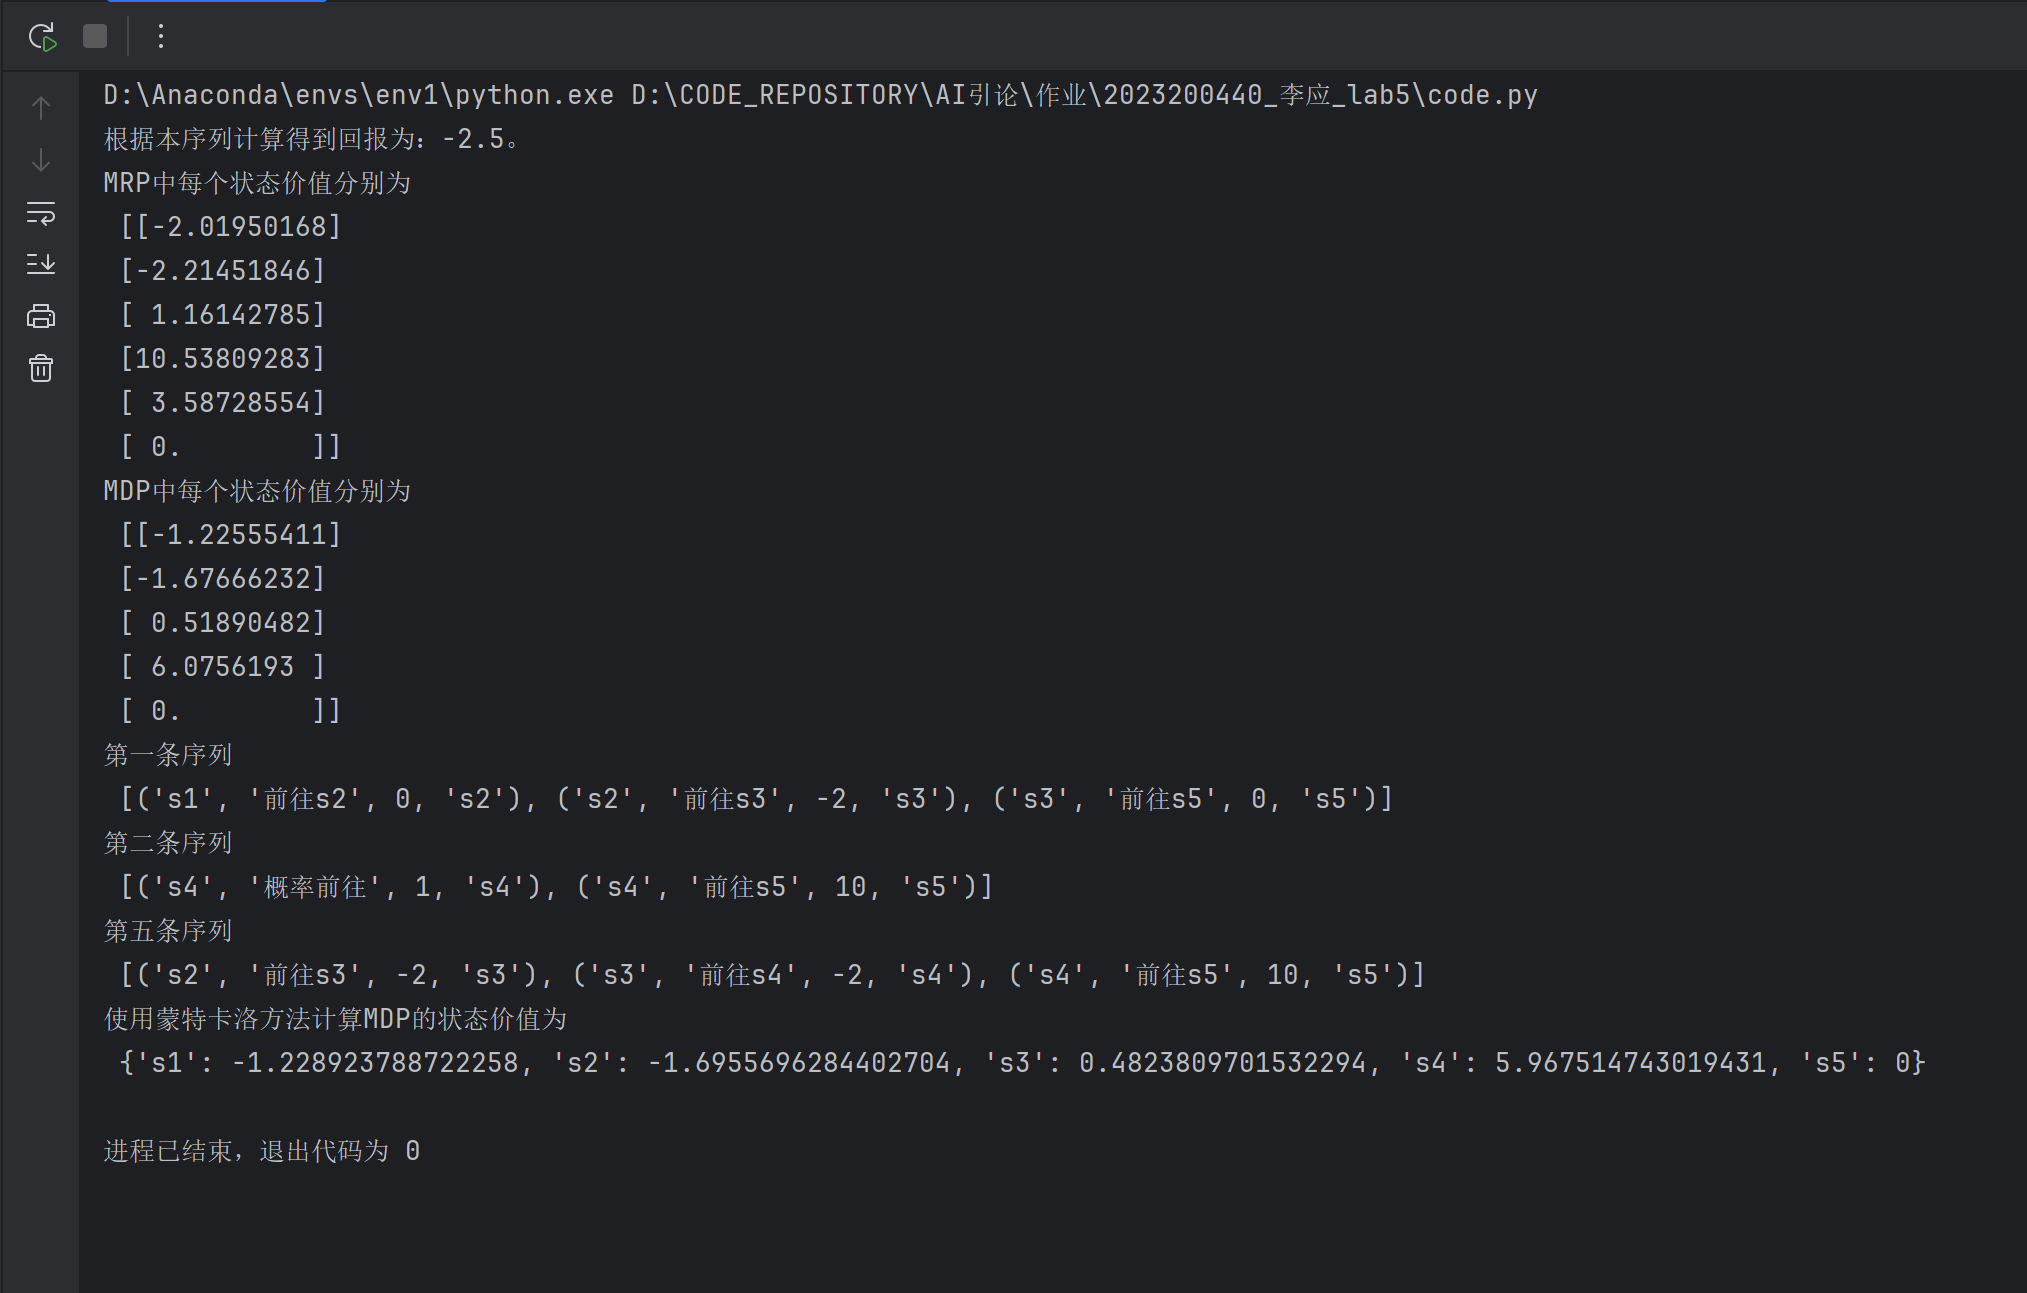 D:\Anaconda\envs\env1\python.exe D:\CODE_REPOSITORY\AI引论\作业\2023200440_李应_lab5\code.py
根据本序列计算得到回报为：-2.5。
MRP中每个状态价值分别为
 [[-2.01950168]
 [-2.21451846]
 [ 1.16142785]
 [10.53809283]
 [ 3.58728554]
 [ 0.        ]]
MDP中每个状态价值分别为
 [[-1.22555411]
 [-1.67666232]
 [ 0.51890482]
 [ 6.0756193 ]
 [ 0.        ]]
第一条序列
 [('s1', '前往s2', 0, 's2'), ('s2', '前往s3', -2, 's3'), ('s3', '前往s5', 0, 's5')]
第二条序列
 [('s4', '概率前往', 1, 's4'), ('s4', '前往s5', 10, 's5')]
第五条序列
 [('s2', '前往s3', -2, 's3'), ('s3', '前往s4', -2, 's4'), ('s4', '前往s5', 10, 's5')]
使用蒙特卡洛方法计算MDP的状态价值为
 {'s1': -1.228923788722258, 's2': -1.6955696284402704, 's3': 0.4823809701532294, 's4': 5.967514743019431, 's5': 0}
进程已结束，退出代码为 0